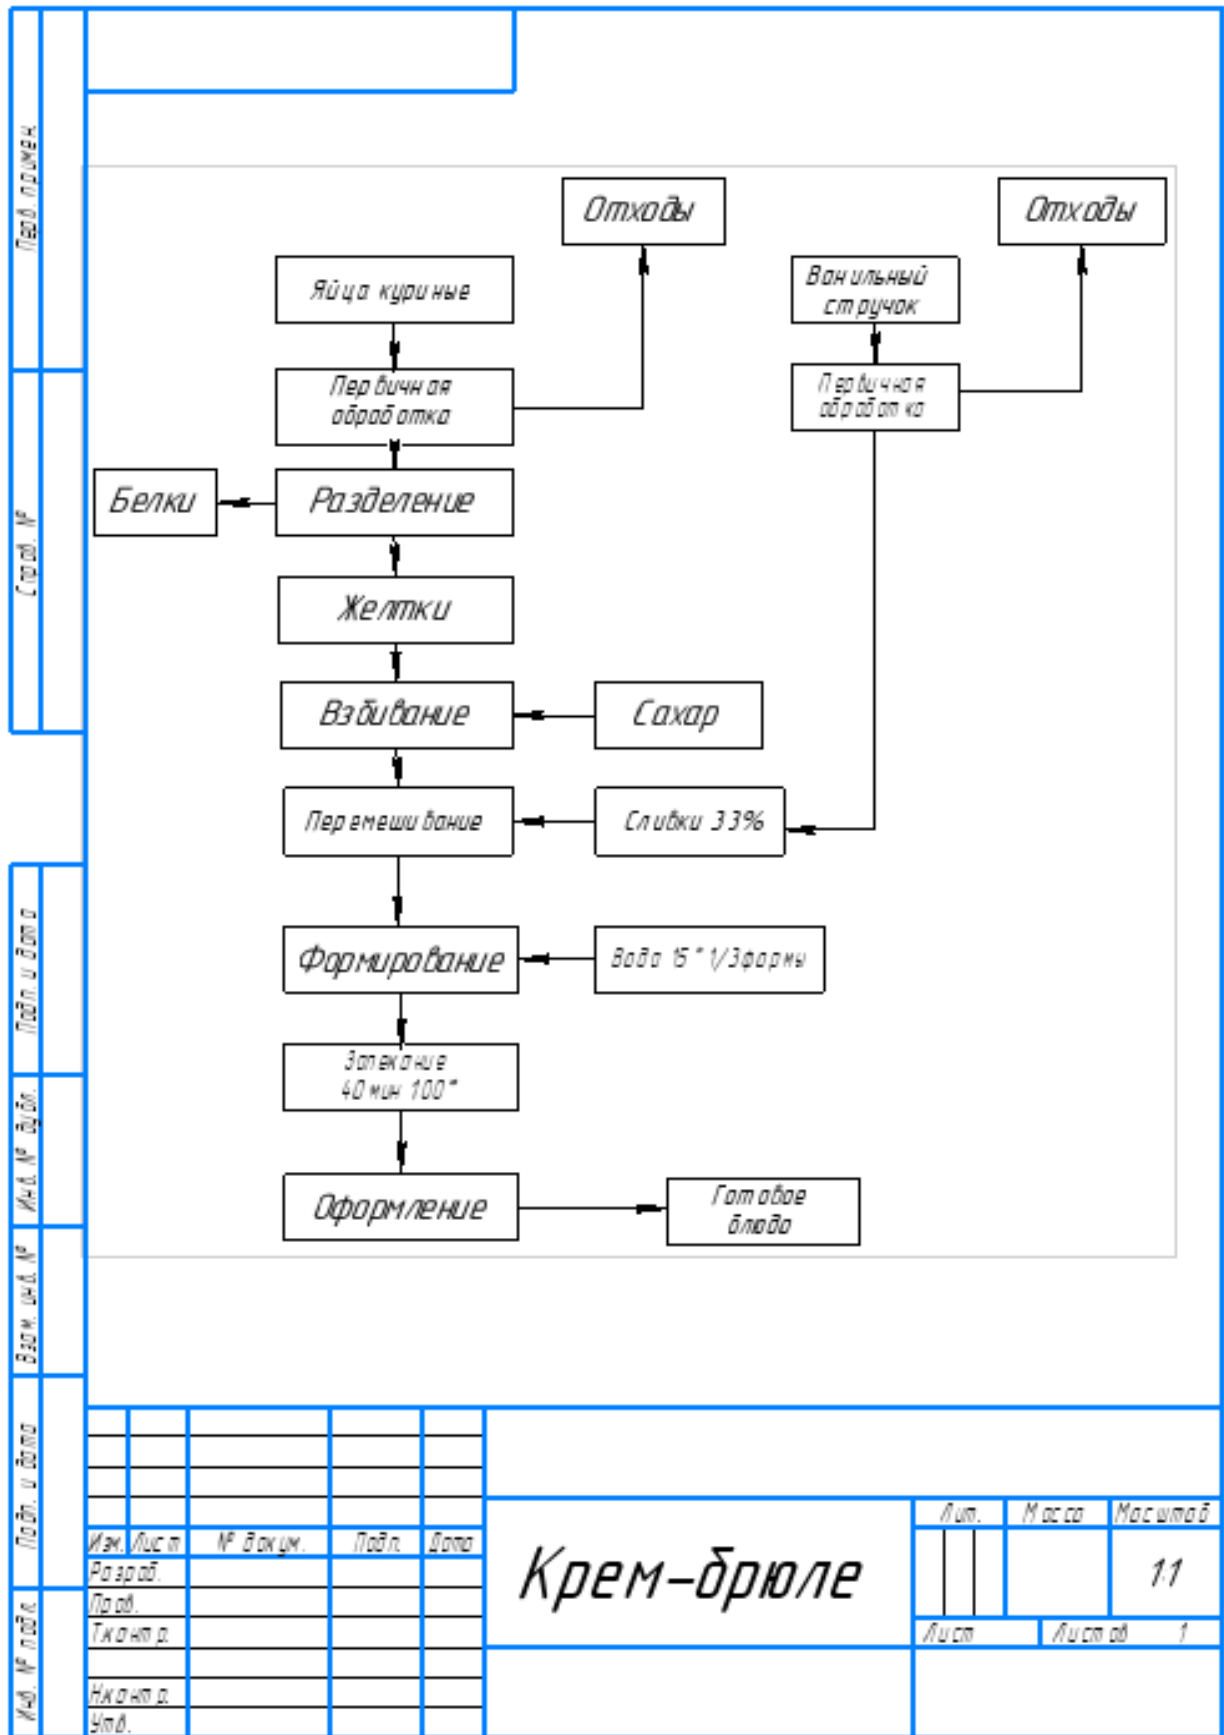 Отходы
Отходы
Яйца куриные
Ванильный
стручок
Первичная
обработка
Первичная
обработка
Белки
Разделение
Желтки
Взбивание
Сахар
Перемешивание
Сливки 33%
Формирование
Вода 15° 1/3формы
Запекание
40 мин 100°
Оформление
Готовое
блюдо
Перв. примен.
Справ. №
Подп. и дата
Инв. № дубл.
Взам. инв. №
Подп. и дата
Инв. № подл.
Изм. Лист № докум. Подп. Дата
Разраб.
Пров.
Т.контр.
Н.контр.
Утв.
Крем-брюле
Лит. Масса Масштаб
1:1
Лист Листов 1